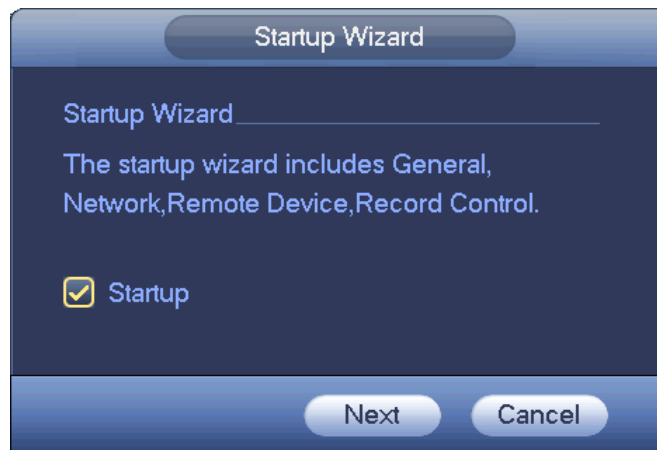 Startup Wizard
Startup Wizard
The startup wizard includes General,
Network,Remote Device,Record Control.
Startup
Next Cancel